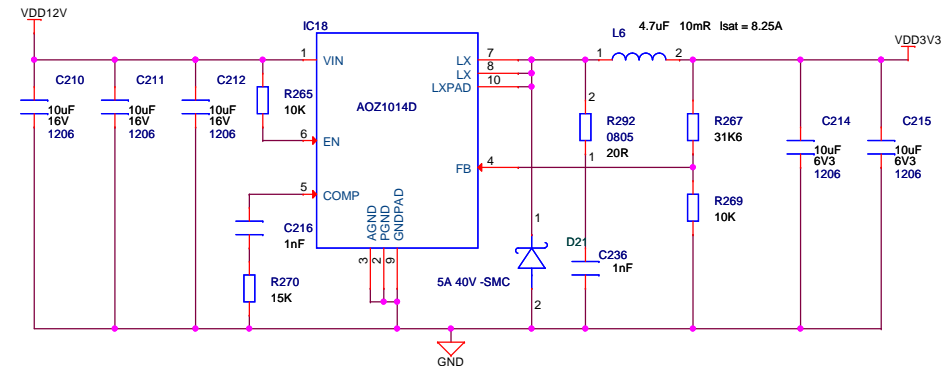 VDD12V
IC18
L6
4.7uF 10mR Isat = 8.25A
VDD3V3
1
VIN
LX
7
LX
8
LXPAD
10
1
2
C210
10uF
16V
1206
C211
10uF
16V
1206
C212
10uF
16V
1206
R265
10K
AOZ1014D
6
EN
2
R292
0805
20R
1
R267
31K6
C214
10uF
6V3
1206
C215
10uF
6V3
1206
FB
4
5
COMP
R269
10K
C216
1nF
AGND
PGND
GNDPAD
3
2
9
1
D21
C236
1nF
R270
15K
5A 40V -SMC
2
GND